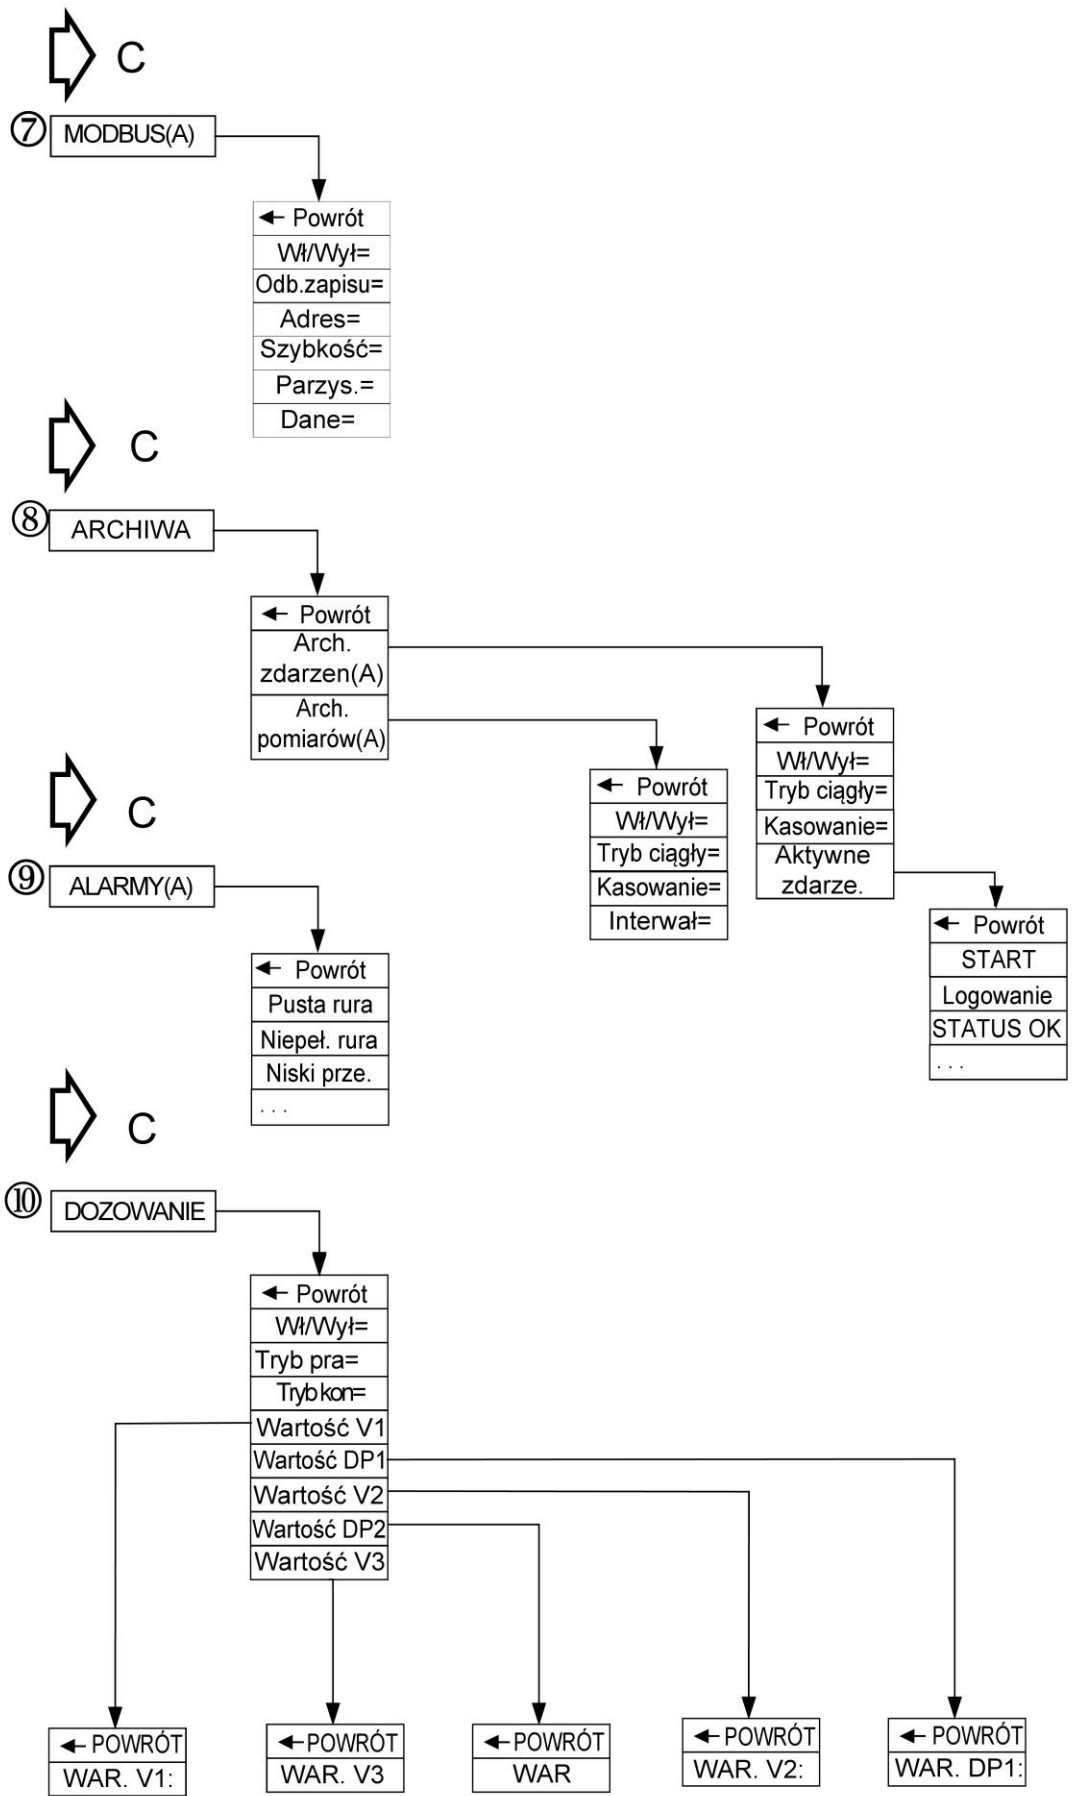 C
⑦ MODBUS(A)
← Powrót
Wł/Wył=
Odb.zapisu=
Adres=
Szybkość=
Parzys.=
Dane=
C
⑧ ARCHIWA
← Powrót
Arch.
zdarzen(A)
Arch.
pomiarów(A)
← Powrót
Wł/Wył=
Tryb ciągły=
Kasowanie=
Interwał=
← Powrót
Wł/Wył=
Tryb ciągły=
Kasowanie=
Aktywne
zdarze.
← Powrót
START
Logowanie
STATUS OK
. . .
C
⑨ ALARMY(A)
← Powrót
Pusta rura
Niepeł. rura
Niski prze.
. . .
C
⑩ DOZOWANIE
← Powrót
Wł/Wył=
Tryb pra=
Tryb kon=
Wartość V1
Wartość DP1
Wartość V2
Wartość DP2
Wartość V3
← POWRÓT
WAR. V1:
← POWRÓT
WAR. V3
← POWRÓT
WAR
← POWRÓT
WAR. V2:
← POWRÓT
WAR. DP1: